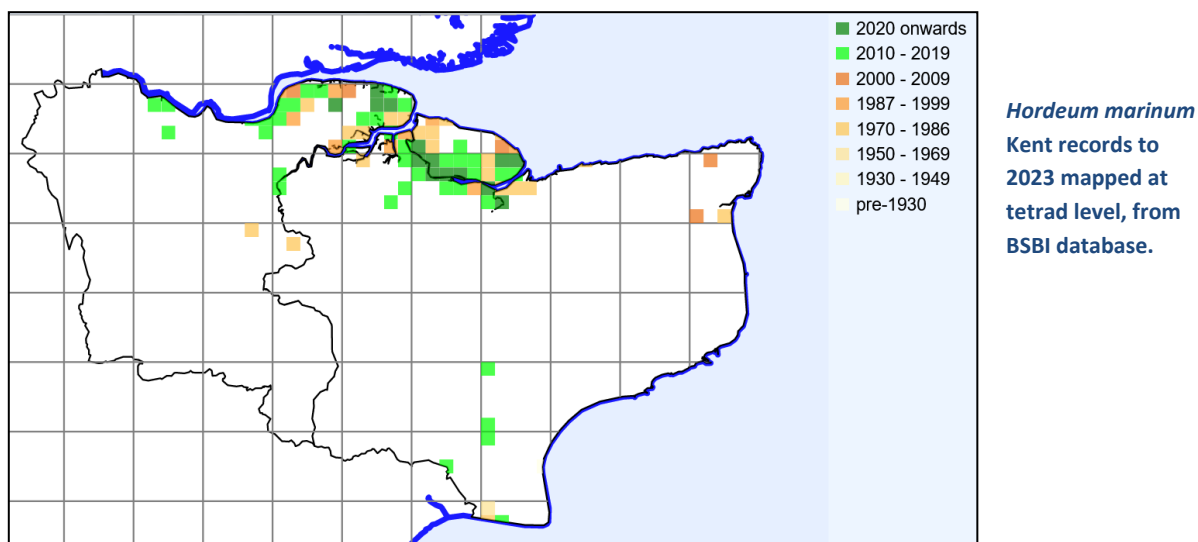 2020 onwards
2010 - 2019
2000 - 2009
1987 - 1999
1970 - 1986
1950 - 1969
1930 - 1949
pre-1930
Hordeum marinum
Kent records to
2023 mapped at
tetrad level, from
BSBI database.